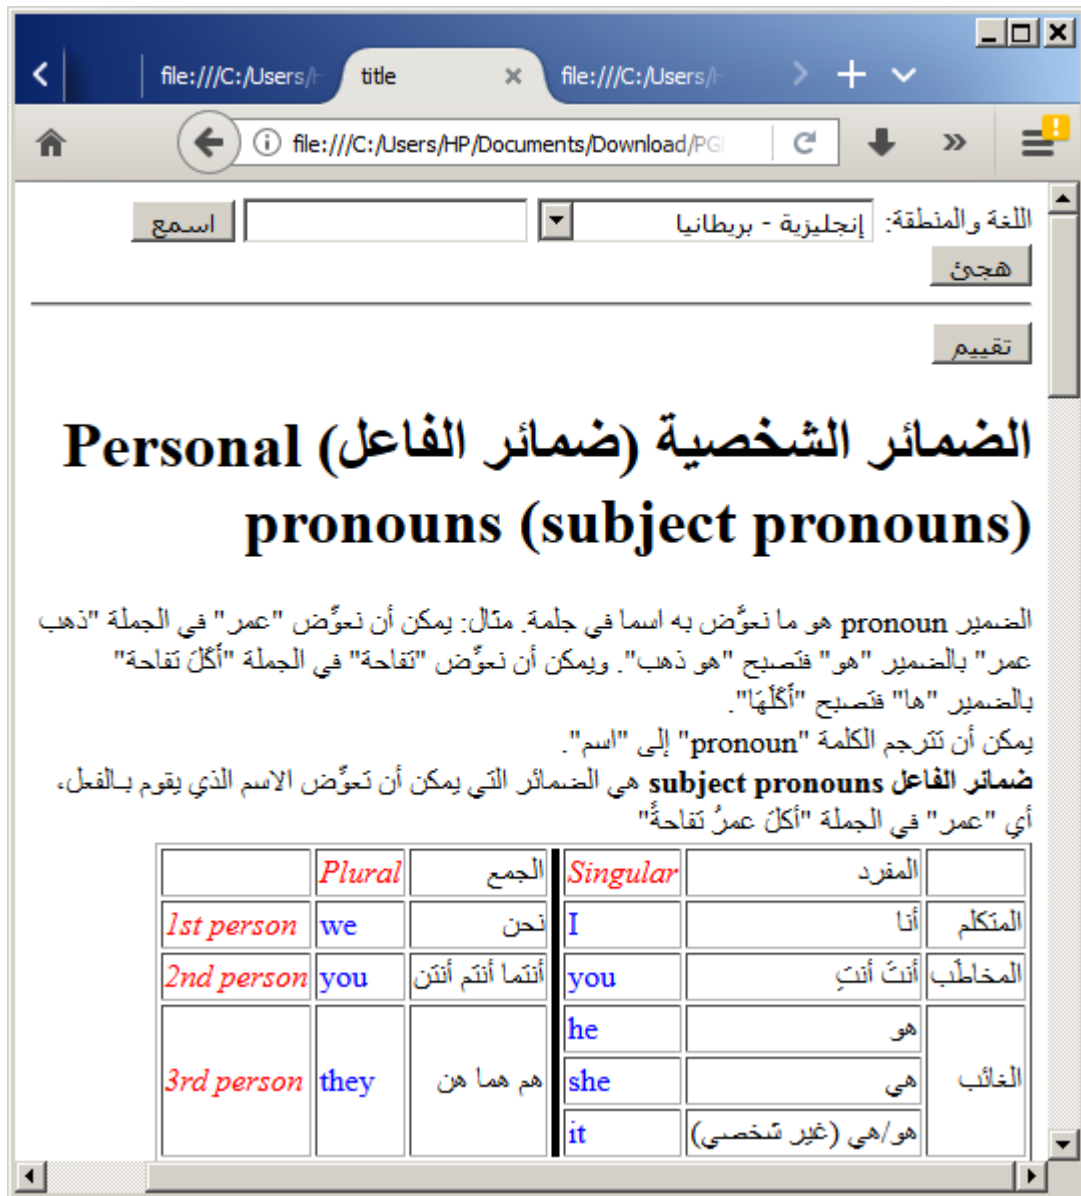 file:///C:/Users/H
title
file:///C:/Users/H
file:///C:/Users/HP/Documents/Download/PG
اللغة والمنطقة: إنجليزية - بريطانيا اسمع
هجئ
تقييم
الضمائر الشخصية (ضمائر الفاعل) Personal
pronouns (subject pronouns)
الضمير pronoun هو ما نعوَّض به اسما في جلمة. مثال: يمكن أن نعوِّض "عمر" في الجملة "ذهب
عمر" بالضمير "هو" فتصبح "هو ذهب". ويمكن أن نعوِّض "تفاحة" في الجملة "أَكَلَ تفاحة"
بالضمير "ها" فتصبح "أَكَلَهَا".
يمكن أن تترجم الكلمة "pronoun" إلى "اسم".
ضمائر الفاعل subject pronouns هي الضمائر التي يمكن أن تعوِّض الاسم الذي يقوم بـالفعل،
أي "عمر" في الجملة "أكلَ عمرُ تفاحةً"
المفرد Singular الجمع Plural
المتكلم أنا I نحن we 1st person
المخاطَب أنتَ أنتِ you أنتما أنتم أنتن you 2nd person
الغائب هو he هم هما هن they 3rd person
هي she
هو/هي (غير شخصي) it